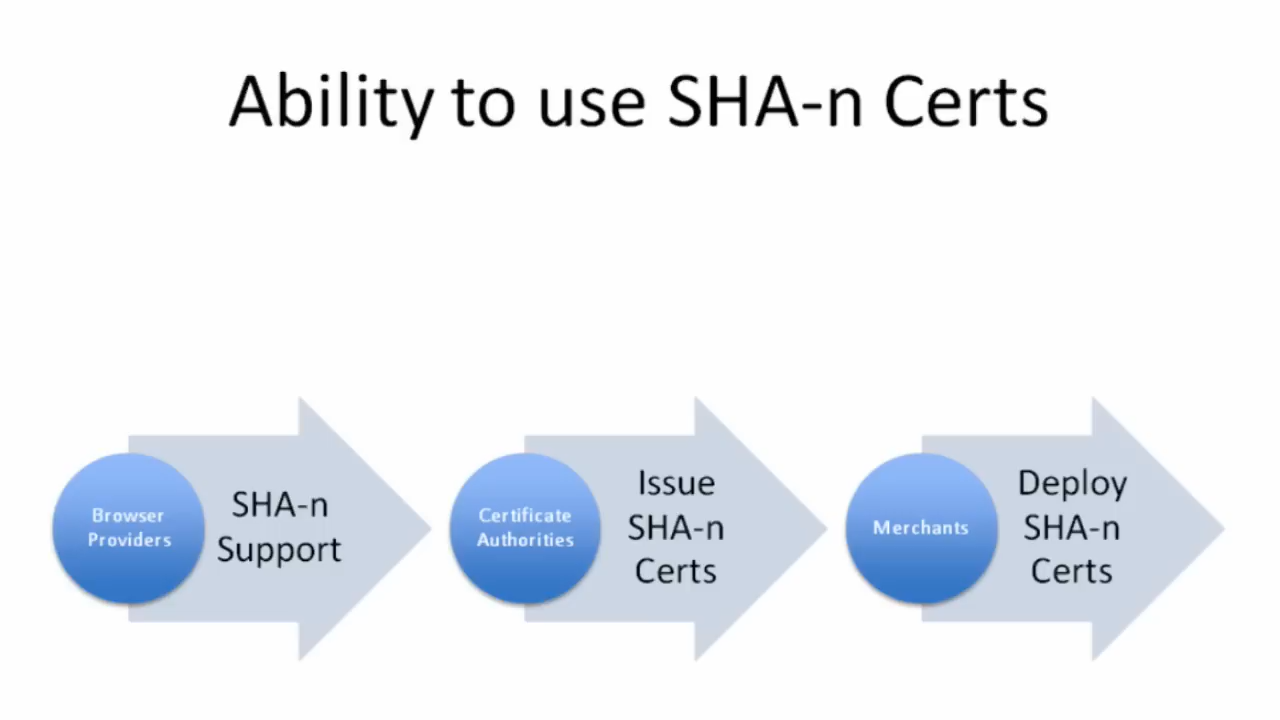 Ability to use SHA-n Certs
Browser
Providers
SHA-n
Support
Certificate
Authorities
Issue
SHA-n
Certs
Merchants
Deploy
SHA-n
Certs